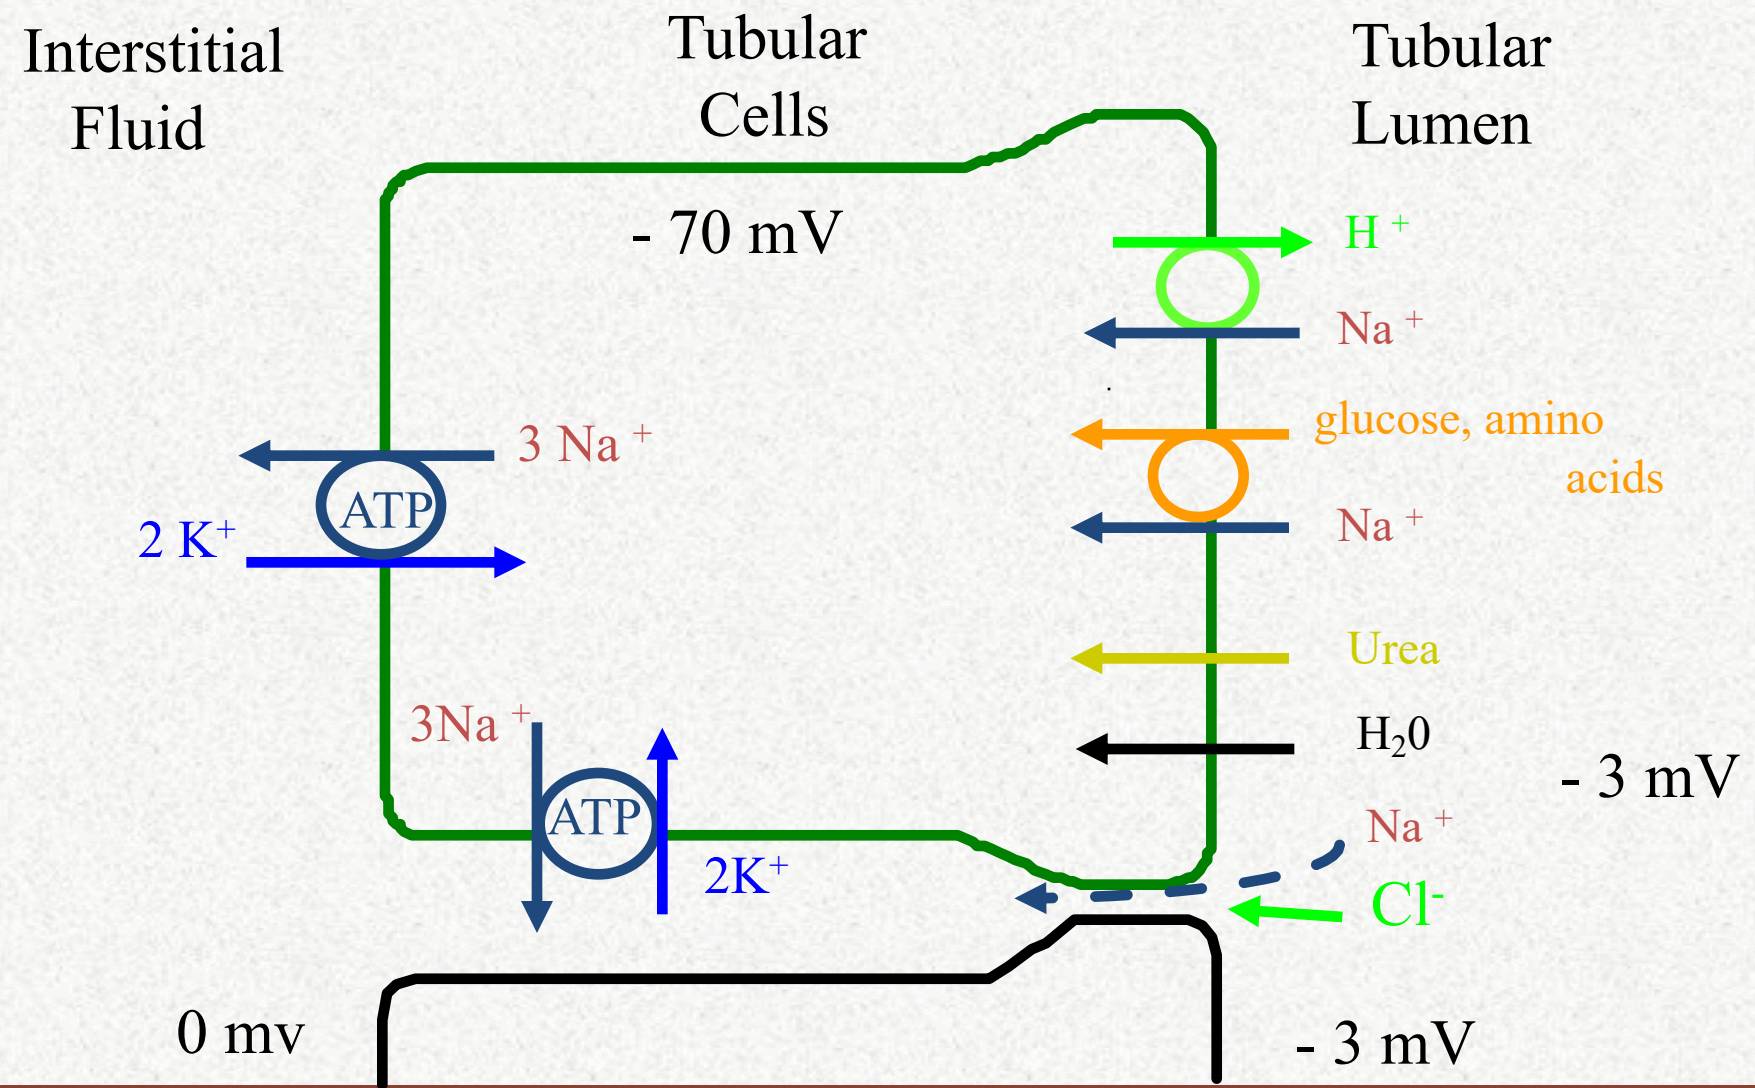 Interstitial
Fluid
Tubular
Cells
Tubular
Lumen
- 70 mV
H +
Na +
glucose, amino
acids
Na +
3 Na +
ATP
2 K+
Urea
H₂0
- 3 mV
3Na +
ATP
2K+
Na +
Cl-
0 mv
- 3 mV